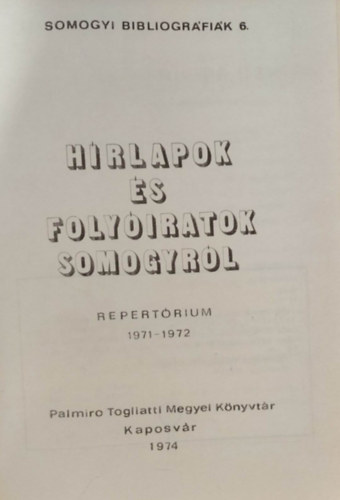 SOMOGYI BIBLIOGRÁFIÁK 6.
HÍRLAPOK
ÉS
FOLYÓIRATOK
SOMOGYRÓL
REPERTÓRIUM
1971-1972
Palmiro Togliatti Megyei Könyvtár
Kaposvár
1974